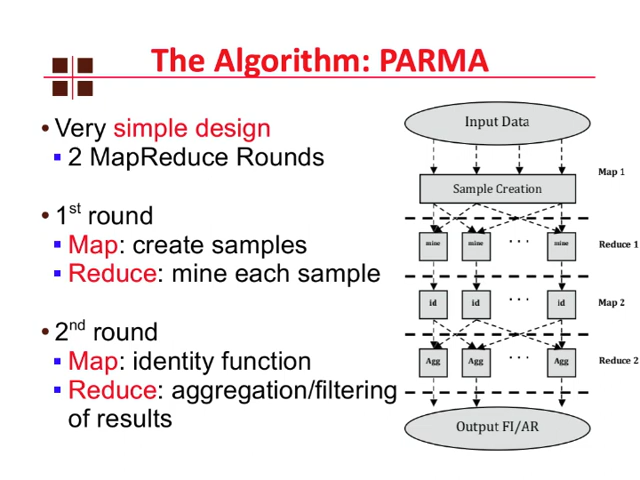 The Algorithm: PARMA
• Very simple design
▪ 2 MapReduce Rounds
• 1st round
▪ Map: create samples
▪ Reduce: mine each sample
• 2nd round
▪ Map: identity function
▪ Reduce: aggregation/filtering
of results
Input Data
Map 1
Sample Creation
mine mine · · · mine
Reduce 1
id id · · · id
Map 2
Agg Agg · · · Agg
Reduce 2
Output FI/AR